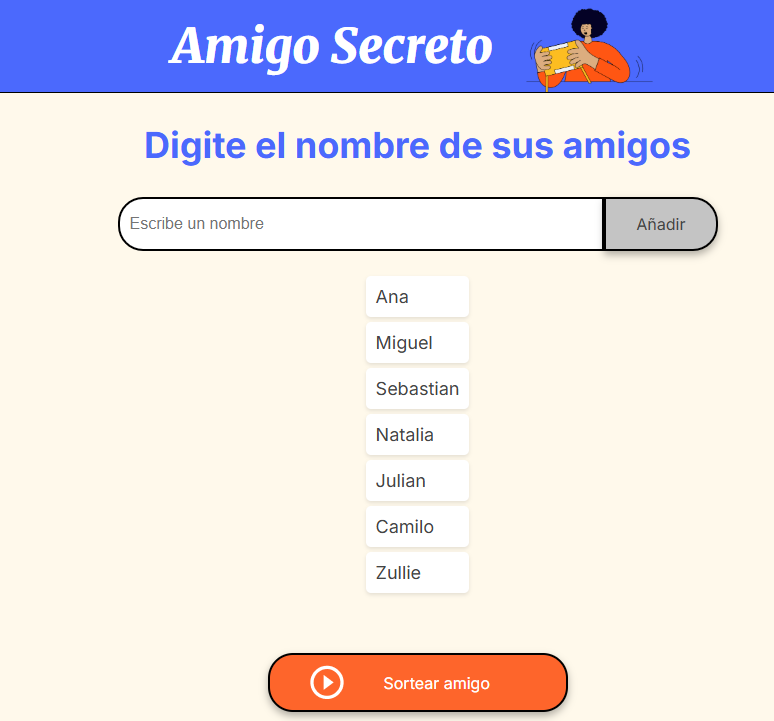 Amigo Secreto
Digite el nombre de sus amigos
Escribe un nombre
Añadir
Ana
Miguel
Sebastian
Natalia
Julian
Camilo
Zullie
Sortear amigo